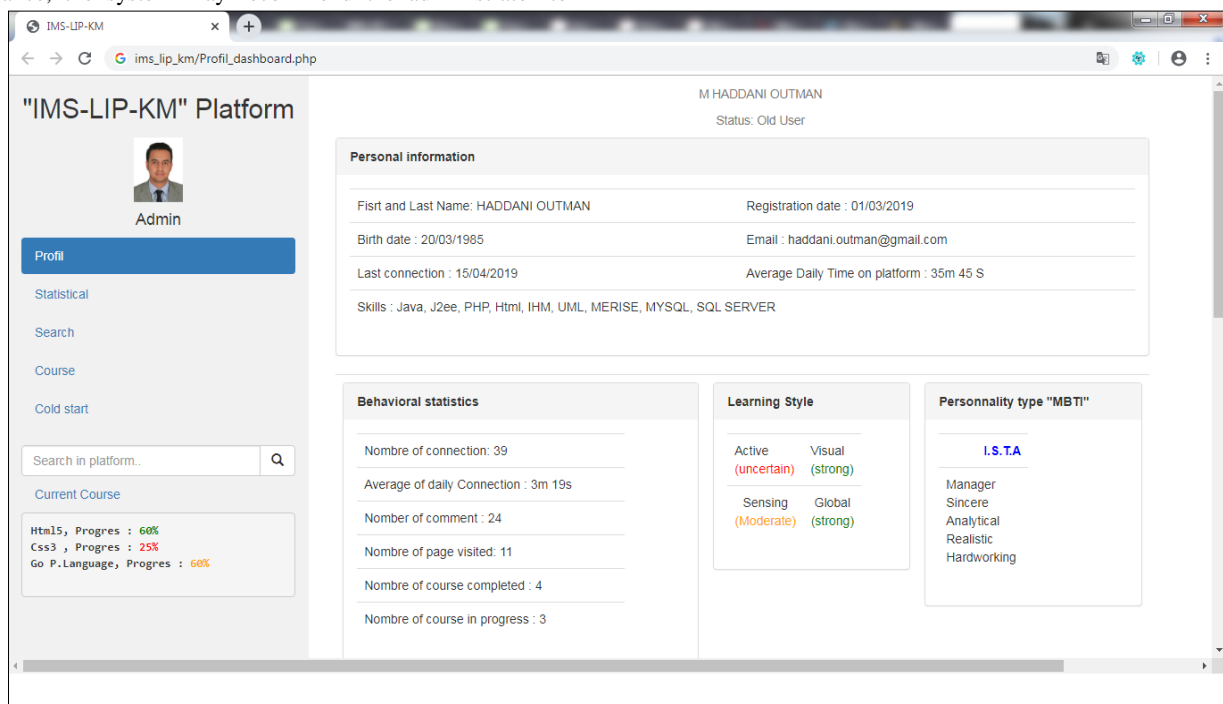 IMS-LIP-KM
ims_lip_km/Profil_dashboard.php
"IMS-LIP-KM" Platform
Admin
Profil
Statistical
Search
Course
Cold start
Search in platform..
Current Course
Html5, Progres : 60%
Css3 , Progres : 25%
Go P.Language, Progres : 60%
M HADDANI OUTMAN
Status: Old User
Personal information
Fisrt and Last Name: HADDANI OUTMAN
Registration date : 01/03/2019
Birth date : 20/03/1985
Email : haddani.outman@gmail.com
Last connection : 15/04/2019
Average Daily Time on platform : 35m 45 S
Skills : Java, J2ee, PHP, Html, IHM, UML, MERISE, MYSQL, SQL SERVER
Behavioral statistics
Nombre of connection: 39
Average of daily Connection : 3m 19s
Nomber of comment : 24
Nombre of page visited: 11
Nombre of course completed : 4
Nombre of course in progress : 3
Learning Style
Active Visual
(uncertain) (strong)
Sensing Global
(Moderate) (strong)
Personnality type "MBTI"
I.S.T.A
Manager
Sincere
Analytical
Realistic
Hardworking